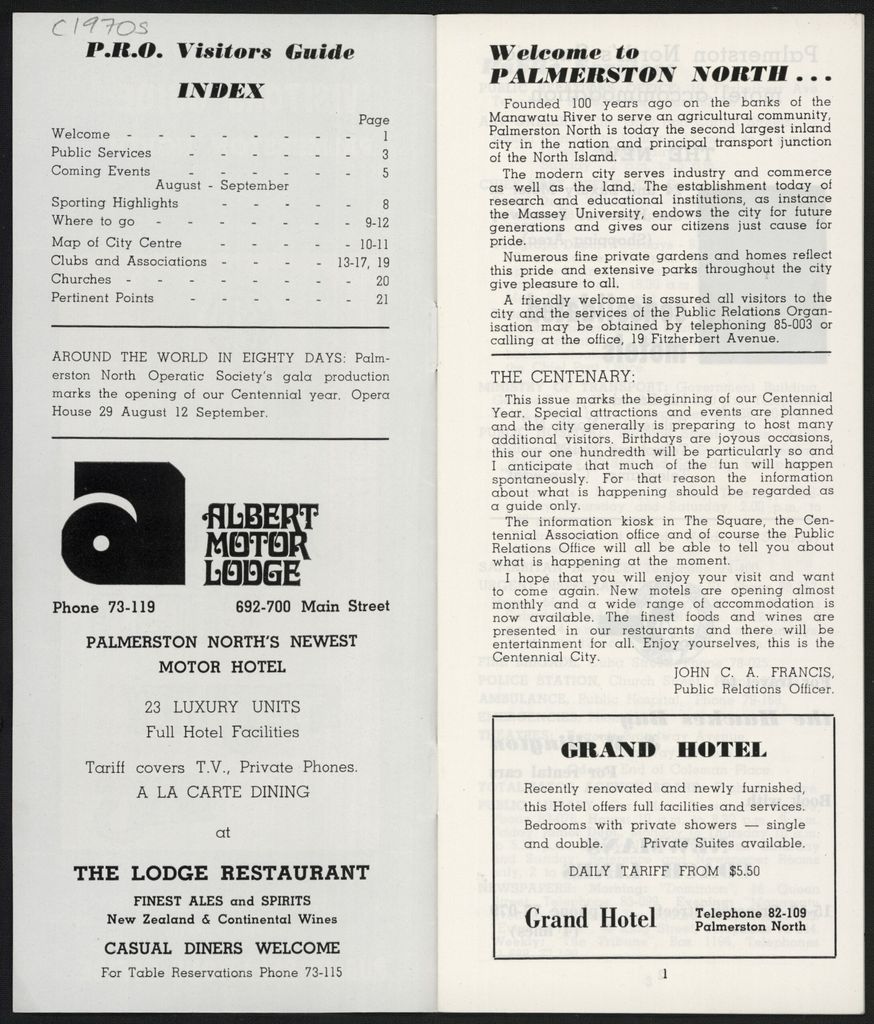 C1970s
P.R.O. Visitors Guide
INDEX
Page
Welcome - - - - - - - - 1
Public Services - - - - - - 3
Coming Events - - - - - - 5
August - September
Sporting Highlights - - - - - 8
Where to go - - - - - - - 9-12
Map of City Centre - - - - - 10-11
Clubs and Associations - - - - 13-17, 19
Churches - - - - - - - - 20
Pertinent Points - - - - - - 21
AROUND THE WORLD IN EIGHTY DAYS: Palm-
erston North Operatic Society's gala production
marks the opening of our Centennial year. Opera
House 29 August 12 September.
a
ALBERT
MOTOR
LODGE
Phone 73-119 692-700 Main Street
PALMERSTON NORTH'S NEWEST
MOTOR HOTEL
23 LUXURY UNITS
Full Hotel Facilities
Tariff covers T.V., Private Phones.
A LA CARTE DINING
at
THE LODGE RESTAURANT
FINEST ALES and SPIRITS
New Zealand & Continental Wines
CASUAL DINERS WELCOME
For Table Reservations Phone 73-115
Welcome to
PALMERSTON NORTH . . .
Founded 100 years ago on the banks of the
Manawatu River to serve an agricultural community,
Palmerston North is today the second largest inland
city in the nation and principal transport junction
of the North Island.
The modern city serves industry and commerce
as well as the land. The establishment today of
research and educational institutions, as instance
the Massey University, endows the city for future
generations and gives our citizens just cause for
pride.
Numerous fine private gardens and homes reflect
this pride and extensive parks throughout the city
give pleasure to all.
A friendly welcome is assured all visitors to the
city and the services of the Public Relations Organ-
isation may be obtained by telephoning 85-003 or
calling at the office, 19 Fitzherbert Avenue.
THE CENTENARY:
This issue marks the beginning of our Centennial
Year. Special attractions and events are planned
and the city generally is preparing to host many
additional visitors. Birthdays are joyous occasions,
this our one hundredth will be particularly so and
I anticipate that much of the fun will happen
spontaneously. For that reason the information
about what is happening should be regarded as
a guide only.
The information kiosk in The Square, the Cen-
tennial Association office and of course the Public
Relations Office will all be able to tell you about
what is happening at the moment.
I hope that you will enjoy your visit and want
to come again. New motels are opening almost
monthly and a wide range of accommodation is
now available. The finest foods and wines are
presented in our restaurants and there will be
entertainment for all. Enjoy yourselves, this is the
Centennial City.
JOHN C. A. FRANCIS,
Public Relations Officer.
GRAND HOTEL
Recently renovated and newly furnished,
this Hotel offers full facilities and services.
Bedrooms with private showers — single
and double. Private Suites available.
DAILY TARIFF FROM $5.50
Grand Hotel Telephone 82-109
Palmerston North
1